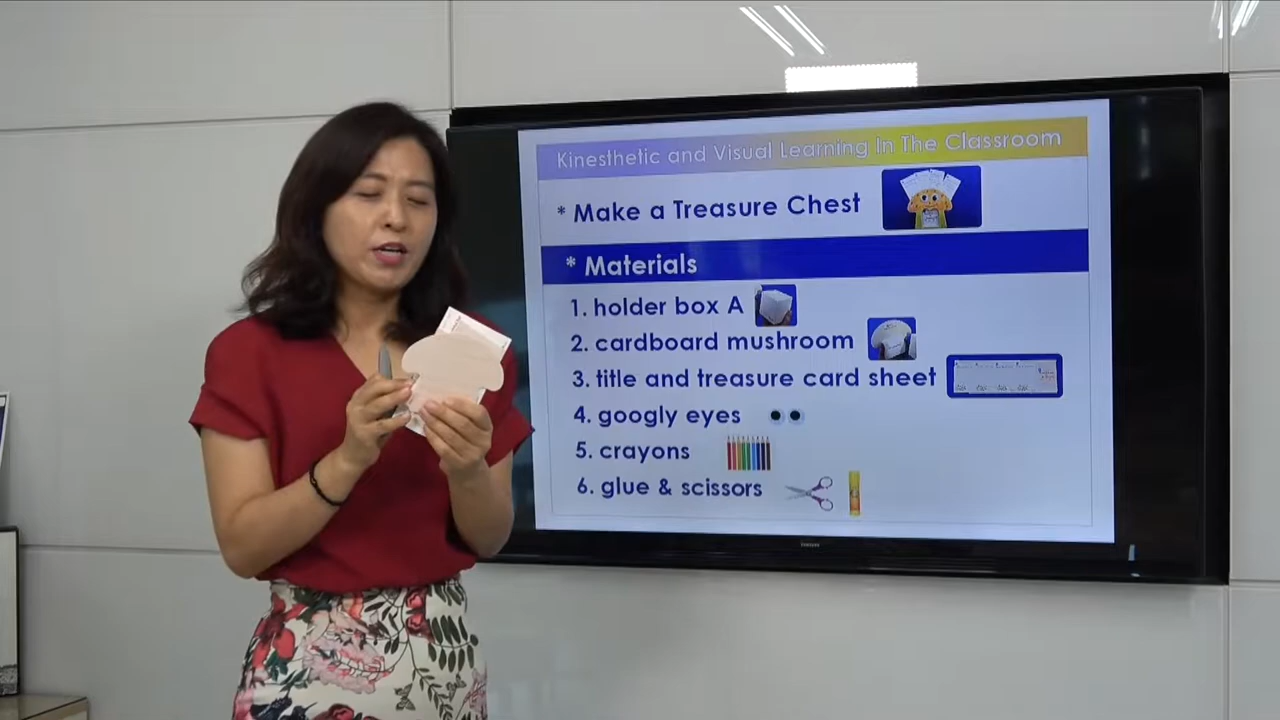 Kinesthetic and Visual Learning In The Classroom
* Make a Treasure Chest
* Materials
1. holder box A
2. cardboard mushroom
3. title and treasure card sheet
4. googly eyes
5. crayons
6. glue & scissors
SAMSUNG